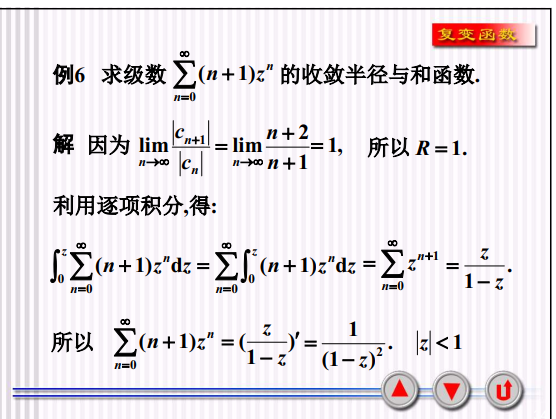 复变函数
例6 求级数 $\sum_{n=0}^{\infty}(n+1)z^n$ 的收敛半径与和函数.
解 因为 $\lim_{n\to\infty}\frac{|c_{n+1}|}{|c_n|}=\lim_{n\to\infty}\frac{n+2}{n+1}=1,$ 所以 $R=1.$
利用逐项积分,得:
$\int_0^z\sum_{n=0}^{\infty}(n+1)z^n\mathrm{d}z=\sum_{n=0}^{\infty}\int_0^z(n+1)z^n\mathrm{d}z=\sum_{n=0}^{\infty}z^{n+1}=\frac{z}{1-z}.$
所以 $\sum_{n=0}^{\infty}(n+1)z^n=(\frac{z}{1-z})'=\frac{1}{(1-z)^2}.$ $|z|<1$